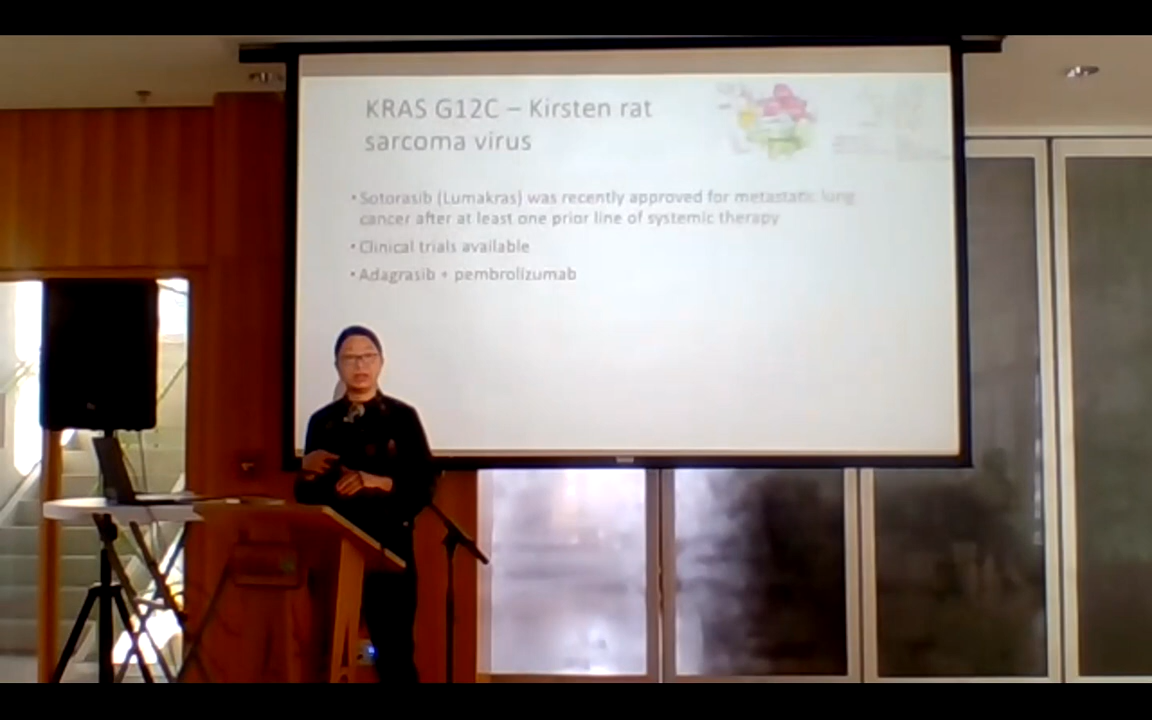 KRAS G12C – Kirsten rat
sarcoma virus
• Sotorasib (Lumakras) was recently approved for metastatic lung
cancer after at least one prior line of systemic therapy
• Clinical trials available
• Adagrasib + pembrolizumab